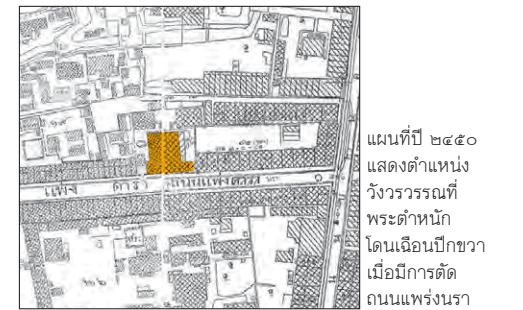 แผนที่ปี ๒๔๕๐
แสดงตำแหน่ง
วังวรวรรณที่
พระตำหนัก
โดนเฉือนปีกขวา
เมื่อมีการตัด
ถนนแพร่งนรา